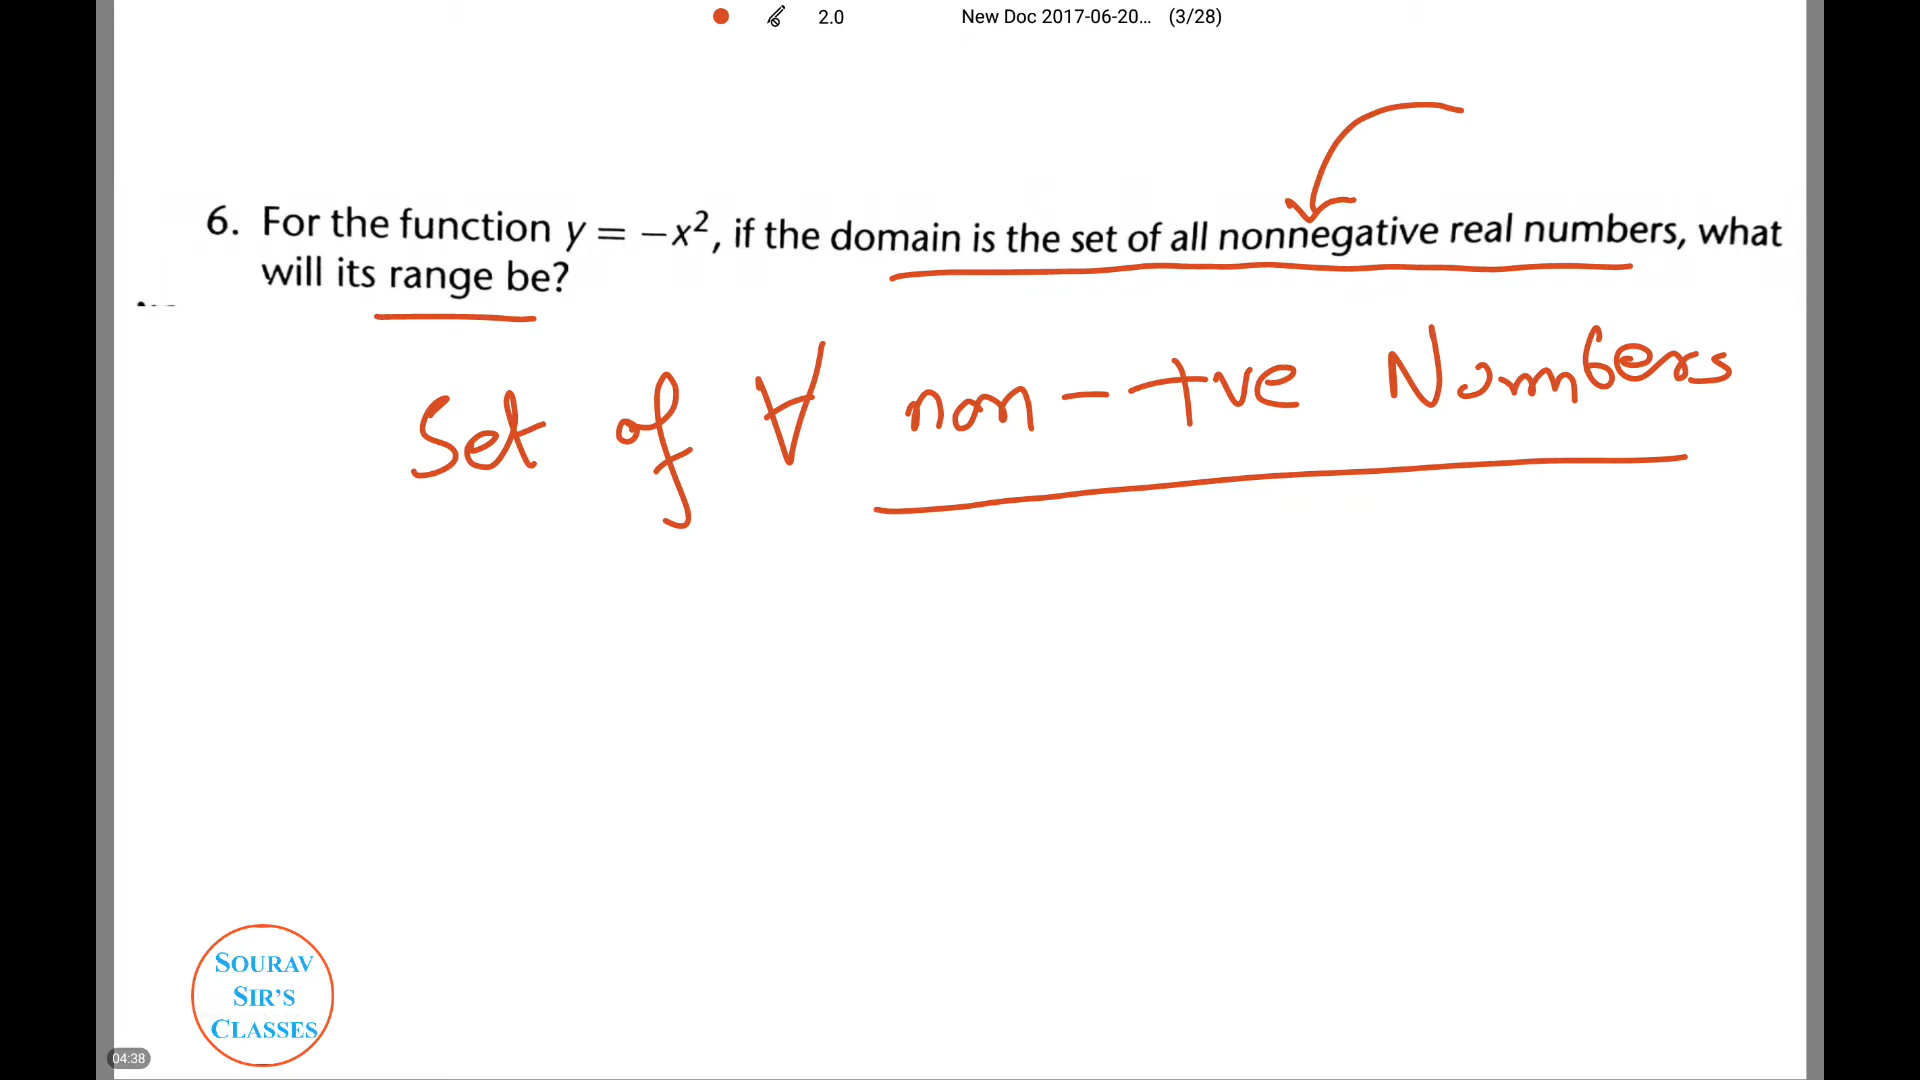 2.0 New Doc 2017-06-20... (3/28)
6. For the function y = −x², if the domain is the set of all nonnegative real numbers, what
will its range be?
Set of ∀ non - +ve Numbers
SOURAV
SIR'S
CLASSES
04:38